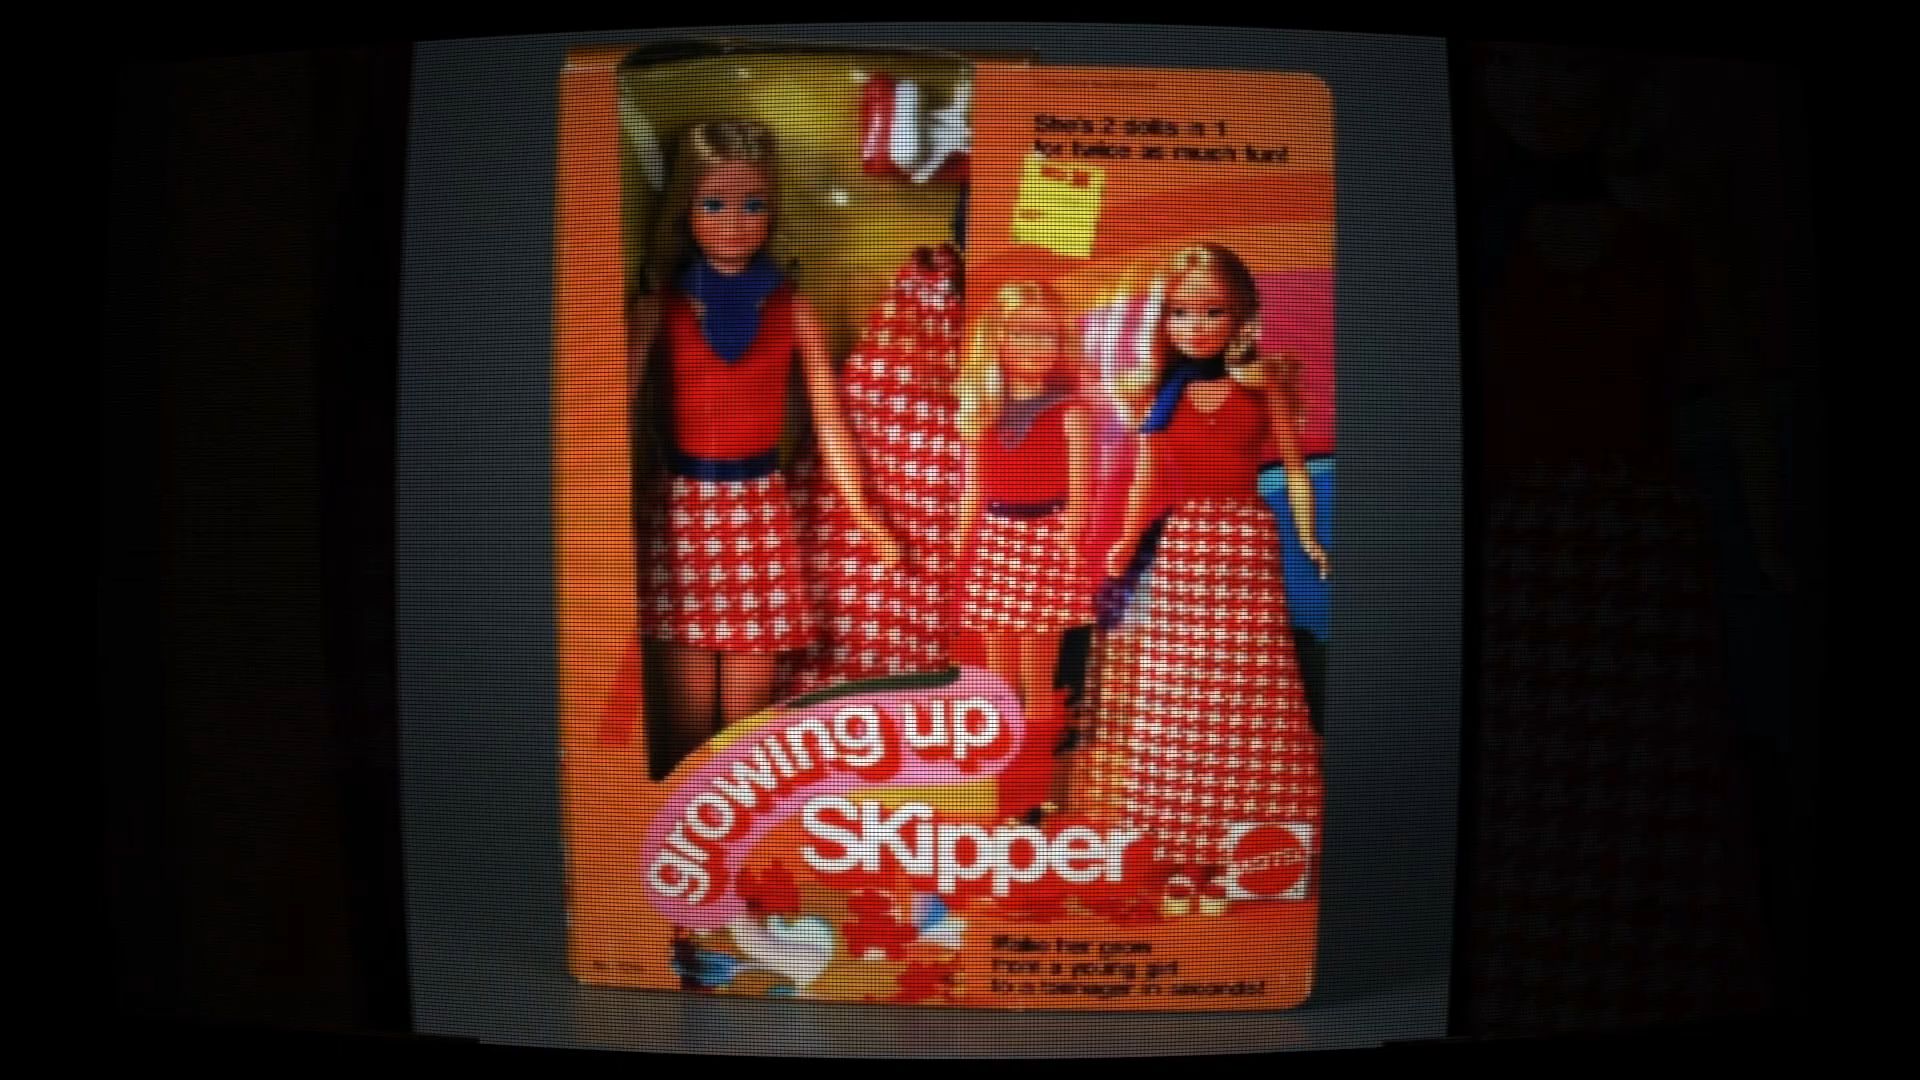 She's 2 dolls in 1
for twice as much fun!
growing up
SKipper
MATTEL
Make her grow
from a young girl
to a teenager in seconds!